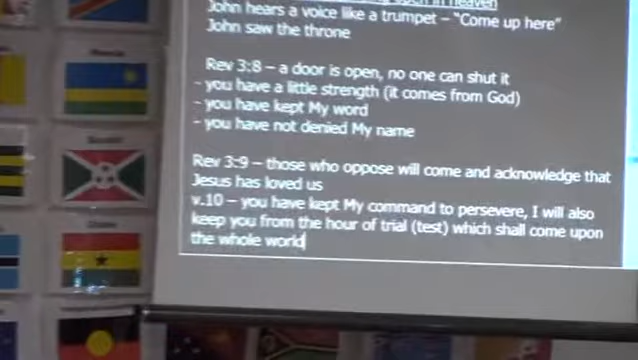 John hears a voice like a trumpet – "Come up here"
John saw the throne
Rev 3:8 – a door is open, no one can shut it
- you have a little strength (it comes from God)
- you have kept My word
- you have not denied My name
Rev 3:9 – those who oppose will come and acknowledge that
Jesus has loved us
v.10 – you have kept My command to persevere, I will also
keep you from the hour of trial (test) which shall come upon
the whole world